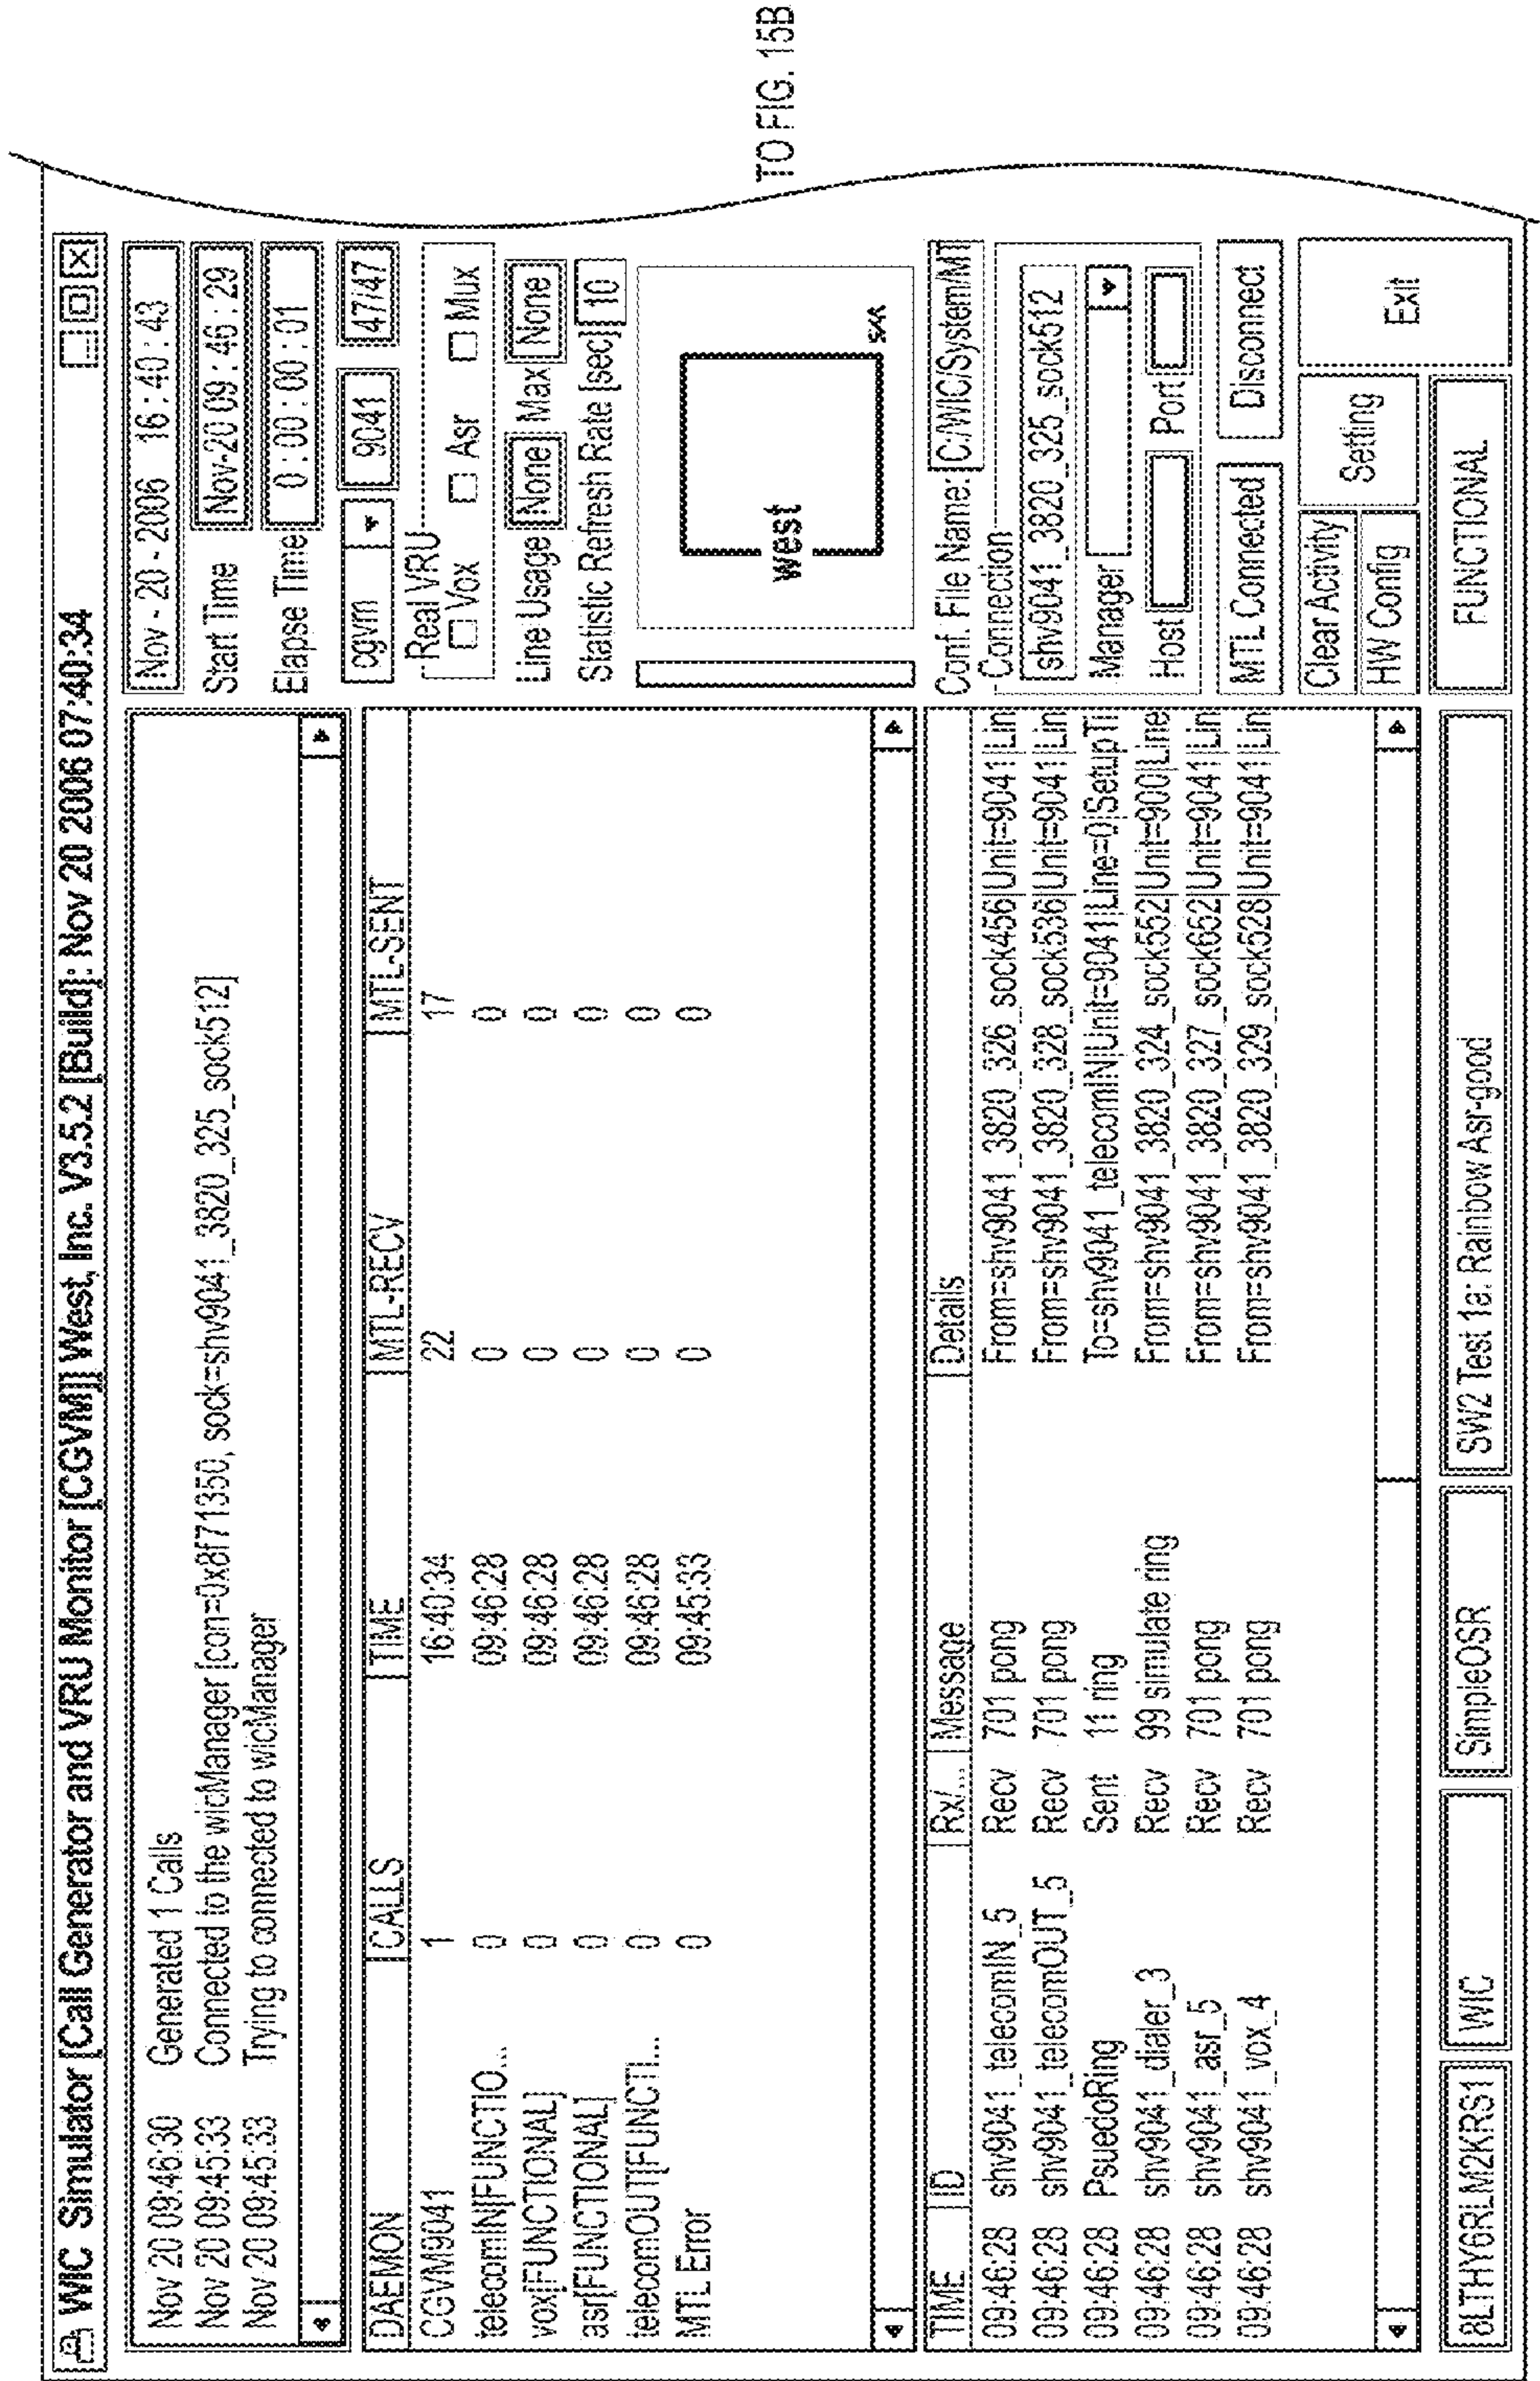 WIC Simulator [Call Generator and VRU Monitor [CGVM]] West, Inc. V3.5.2 [Build]: Nov 20 2006 07:40:34
Nov 20 09:46:30 Generated 1 Calls
Nov 20 09:45:33 Connected to the wicManager [con=0x8f71350, sock=shv9041_3820_325_sock512]
Nov 20 09:45:33 Trying to connected to wicManager
DAEMON CALLS TIME MTL-RECV MTL-SENT
CGVM9041 1 16:40:34 22 17
telecomIN[FUNCTIO... 0 09:46:28 0 0
vox[FUNCTIONAL] 0 09:46:28 0 0
asr[FUNCTIONAL] 0 09:46:28 0 0
telecomOUT[FUNCTI... 0 09:46:28 0 0
MTL Error 0 09:45:33 0 0
TIME ID Rx/... Message Details
09:46:28 shv9041_telecomIN_5 Recv 701 pong From=shv9041_3820_326_sock456|Unit=9041|Lin
09:46:28 shv9041_telecomOUT_5 Recv 701 pong From=shv9041_3820_328_sock536|Unit=9041|Lin
09:46:28 PsuedoRing Sent 11 ring To=shv9041_telecomIN|Unit=9041|Line=0|SetupTi
09:46:28 shv9041_dialer_3 Recv 99 simulate ring From=shv9041_3820_324_sock552|Unit=900|Line
09:46:28 shv9041_asr_5 Recv 701 pong From=shv9041_3820_327_sock652|Unit=9041|Lin
09:46:28 shv9041_vox_4 Recv 701 pong From=shv9041_3820_329_sock528|Unit=9041|Lin
8LTHY6RLM2KRS1 WIC SimpleOSR SW2 Test 1a: Rainbow Asr-good
Nov - 20 - 2006 16 : 40 : 43
Start Time Nov-20 09 : 46 : 29
Elapse Time 0 : 00 : 00 : 01
cgvm 9041 47/47
Real VRU
Vox Asr Mux
Line Usage None Max None
Statistic Refresh Rate [sec] 10
west
Conf. File Name: C:/WIC/System/MT
Connection
shv9041_3820_325_sock512
Manager
Host Port
MTL Connected Disconnect
Clear Activity
HW Config
Setting
Exit
FUNCTIONAL
TO FIG. 15B